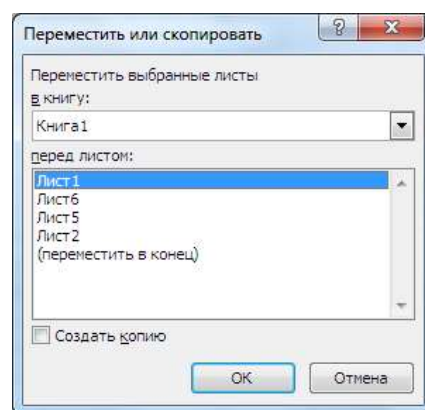 Переместить или скопировать
Переместить выбранные листы
в книгу:
Книга1
перед листом:
Лист1
Лист6
Лист5
Лист2
(переместить в конец)
Создать копию
ОК
Отмена